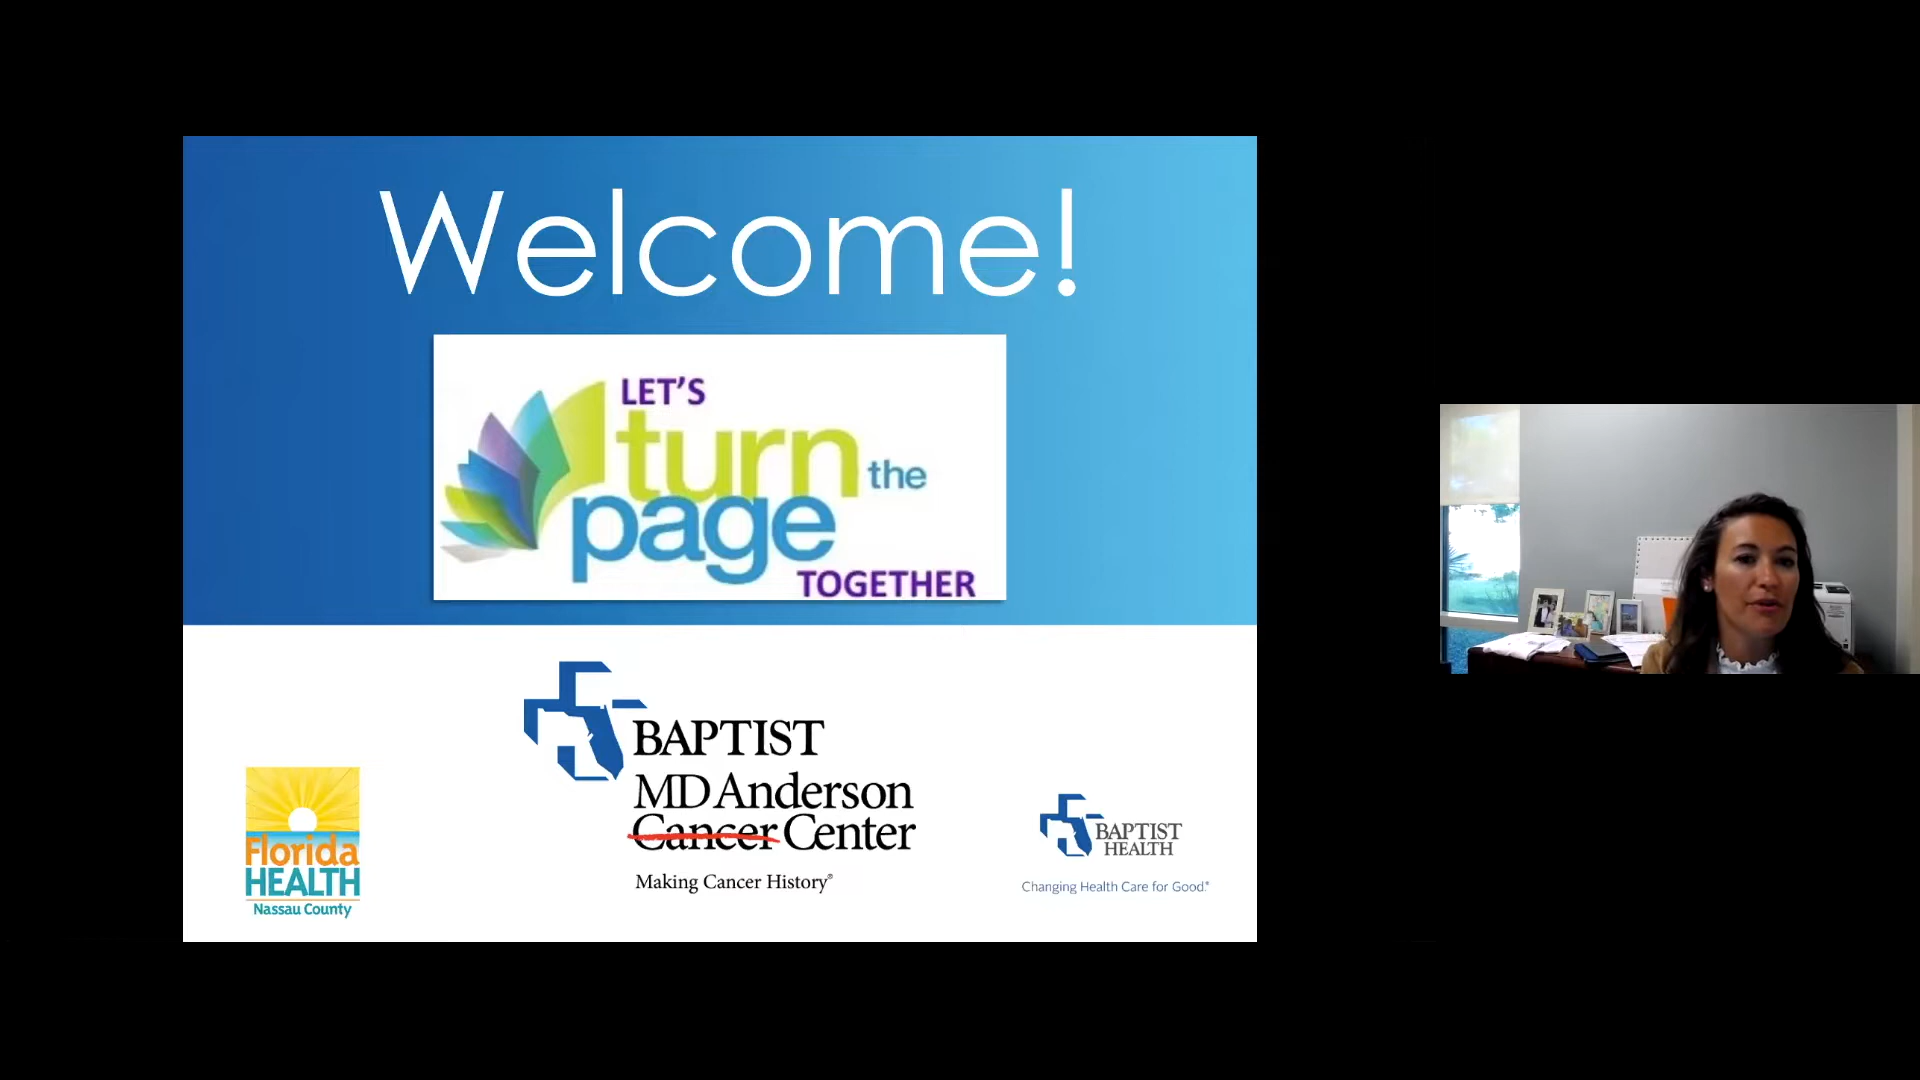 Welcome!
LET'S
turn the
page
TOGETHER
BAPTIST
MD Anderson
Cancer Center
Making Cancer History®
Florida
HEALTH
Nassau County
BAPTIST
HEALTH
Changing Health Care for Good.®